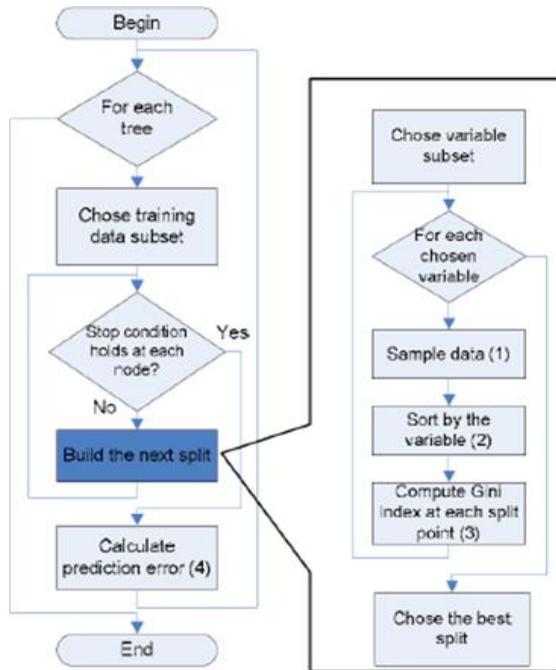 Begin
For each
tree
Chose training
data subset
Stop condition
holds at each
node?
Yes
No
Build the next split
Calculate
prediction error (4)
End
Chose variable
subset
For each
chosen
variable
Sample data (1)
Sort by the
variable (2)
Compute Gini
Index at each split
point (3)
Chose the best
split